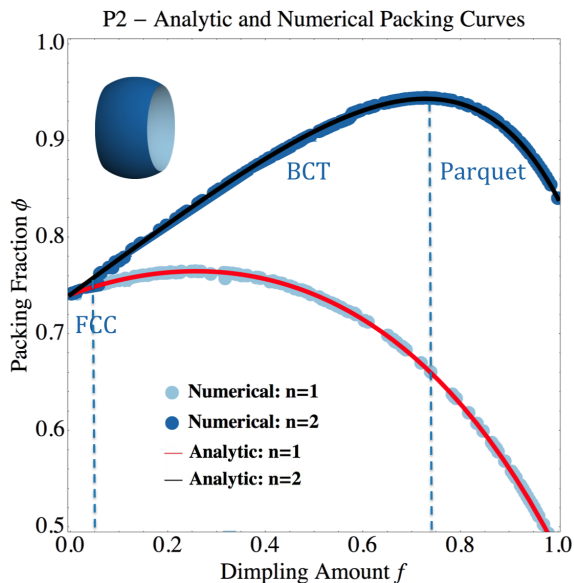 P2 – Analytic and Numerical Packing Curves
Packing Fraction ϕ
0.9
0.8
0.7
0.6
0.5
BCT
Parquet
FCC
Numerical: n=1
Numerical: n=2
Analytic: n=1
Analytic: n=2
0.0 0.2 0.4 0.6 0.8 1.0
Dimpling Amount f